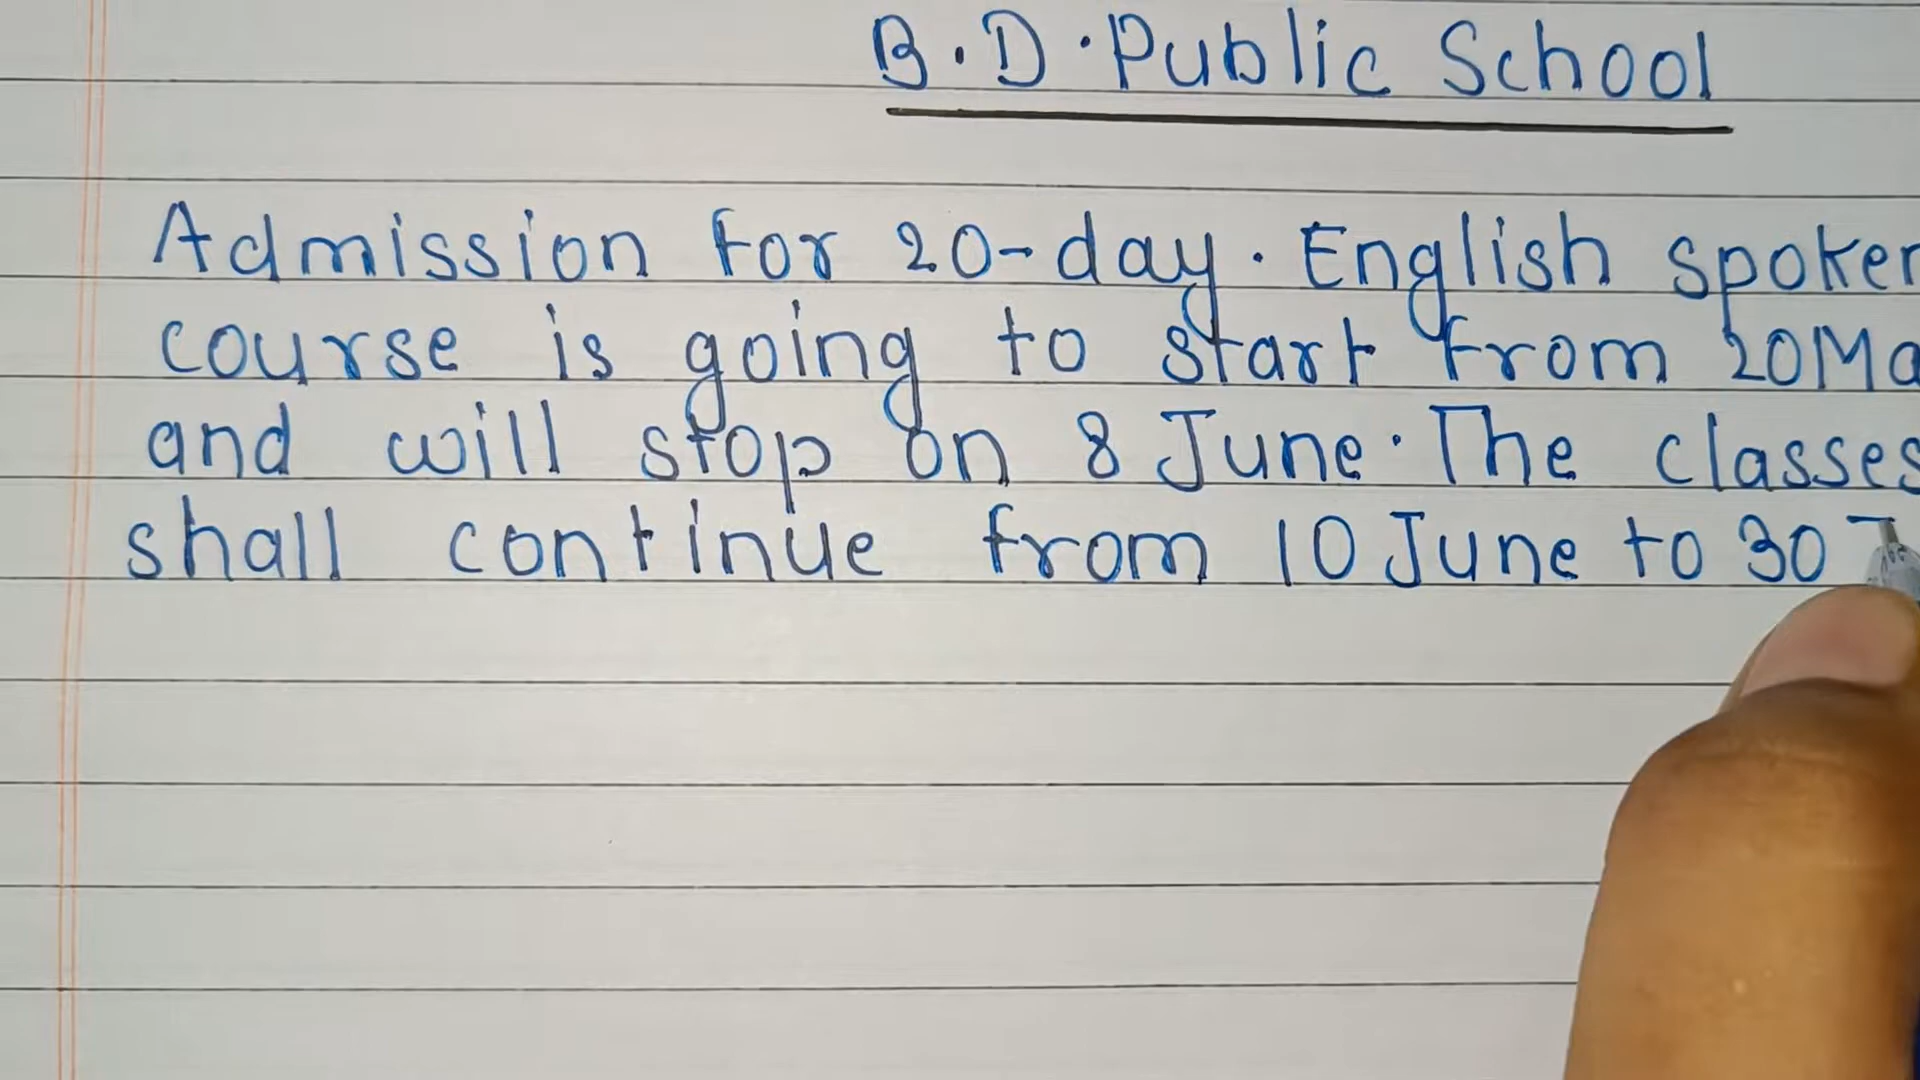 B.D.Public School
Admission for 20-day. English spoken
course is going to start from 20
and will stop on 8 June. The classes
shall continue from 10 June to 30